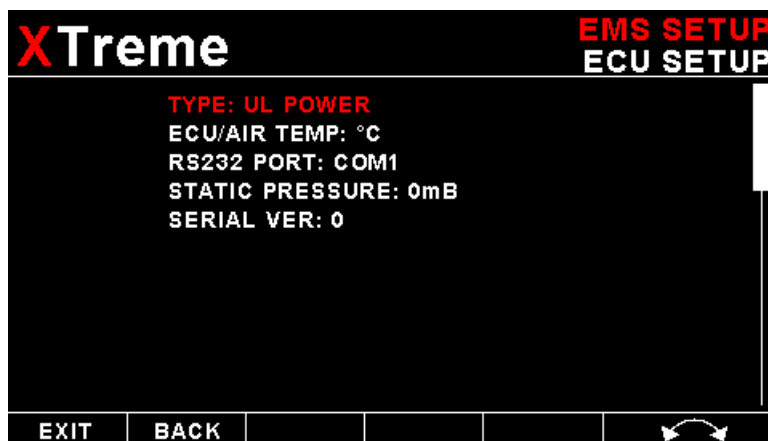 XTreme
EMS SETUP
ECU SETUP
TYPE: UL POWER
ECU/AIR TEMP: °C
RS232 PORT: COM1
STATIC PRESSURE: 0mB
SERIAL VER: 0
EXIT BACK